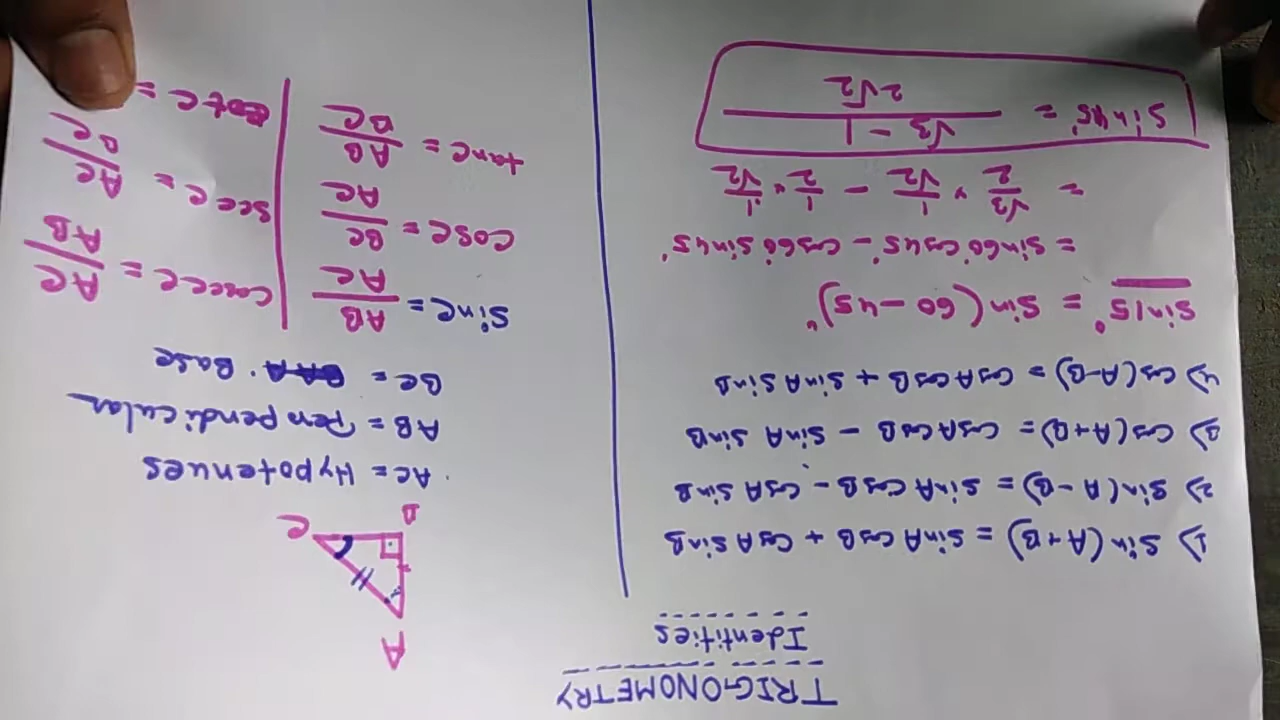 TRIGONOMETRY
Identities
1) sin(A+B) = sinA cosB + cosA sinB
2) sin(A-B) = sinA cosB - cosA sinB
3) cos(A+B) = cosA cosB - sinA sinB
4) cos(A-B) = cosA cosB + sinA sinB
sin15° = sin(60-45)°
= sin60°cos45° - cos60°sin45°
= √3/2 × 1/√2 - 1/2 × 1/√2
= √3-1/2√2
A
B
C
AC = Hypotenues
AB = Perpendicular
BC = Base
sinC = AB/AC
cosC = BC/AC
tanC = AB/BC
cosecC = AC/AB
secC = AC/BC
cotC =